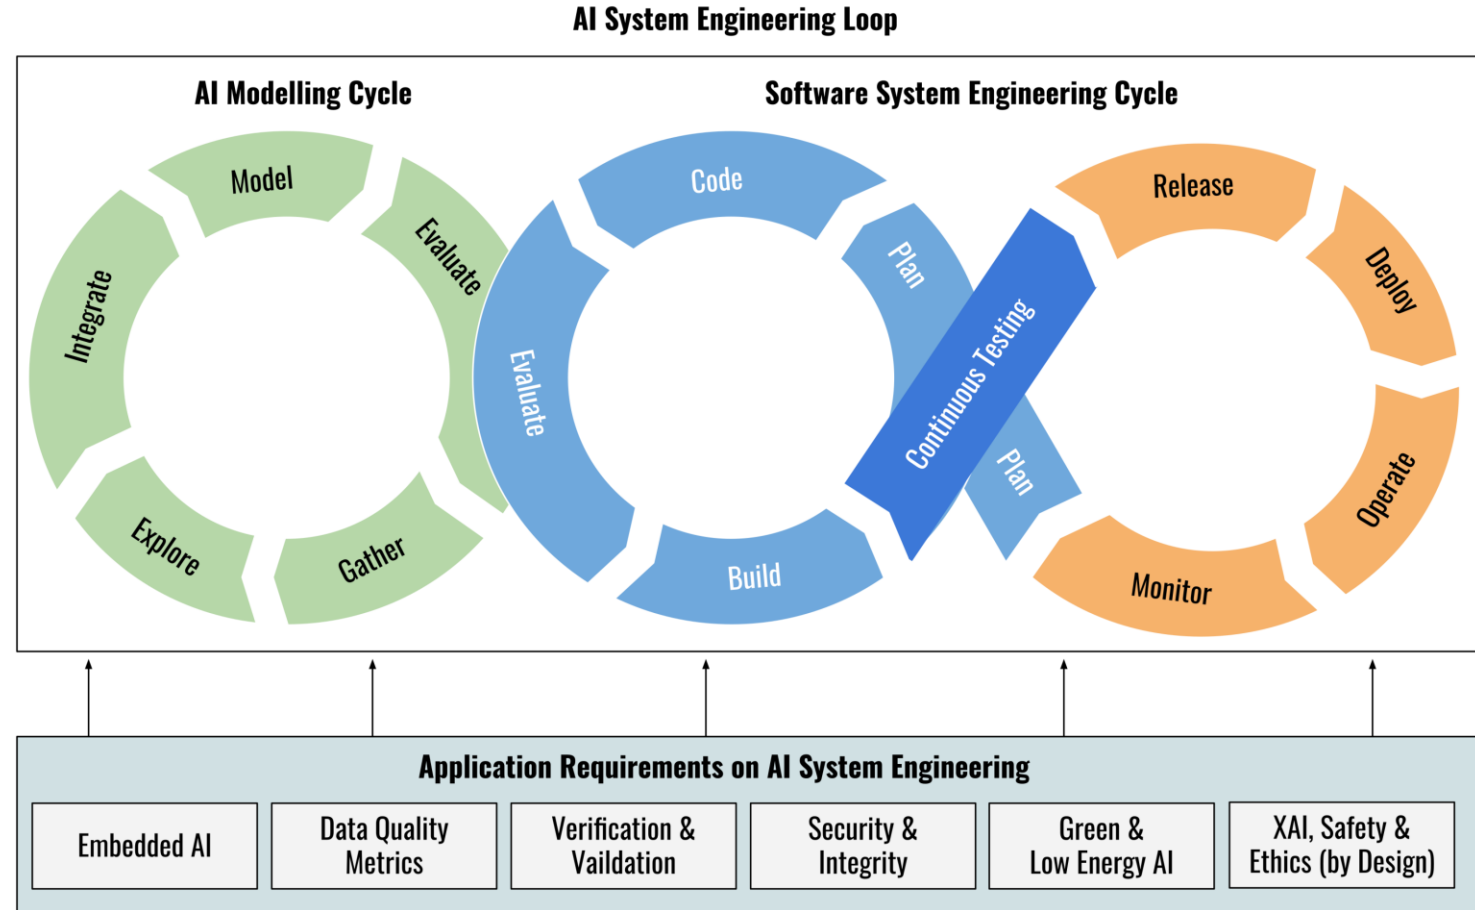 AI System Engineering Loop
AI Modelling Cycle
Software System Engineering Cycle
Model
Evaluate
Integrate
Explore
Gather
Code
Plan
Evaluate
Build
Continuous Testing
Plan
Release
Deploy
Operate
Monitor
Application Requirements on AI System Engineering
Embedded AI
Data Quality
Metrics
Verification &
Vaildation
Security &
Integrity
Green &
Low Energy AI
XAI, Safety &
Ethics (by Design)